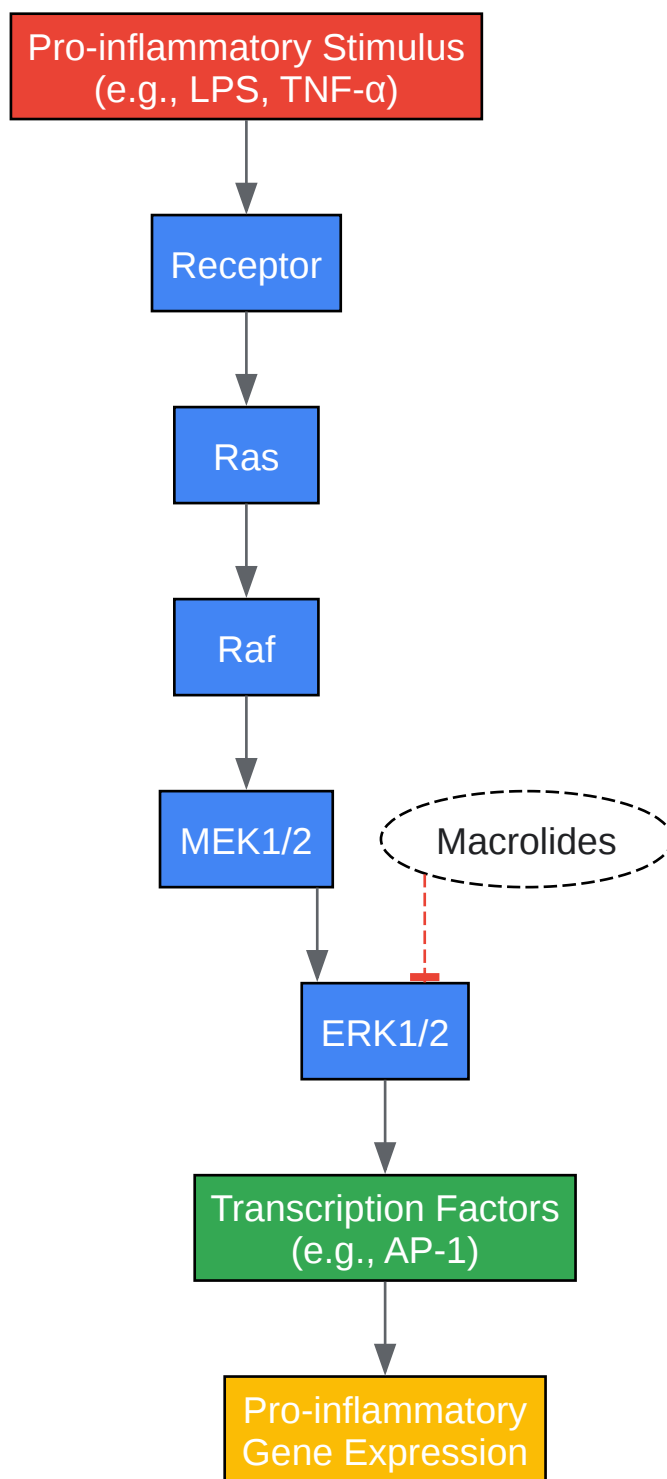 Pro-inflammatory Stimulus
(e.g., LPS, TNF-α)
Receptor
Ras
Raf
MEK1/2
Macrolides
ERK1/2
Transcription Factors
(e.g., AP-1)
Pro-inflammatory
Gene Expression